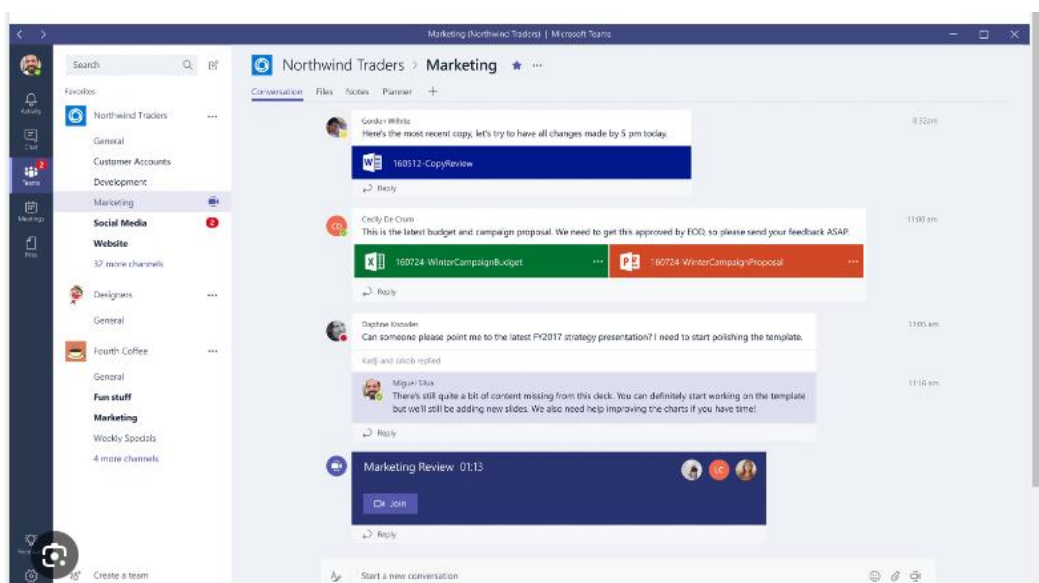 Marketing (Northwind Traders) | Microsoft Teams
Search
Activity
Chat
2
Teams
Meetings
Files
Favorites
Northwind Traders
General
Customer Accounts
Development
Marketing
Social Media 2
Website
32 more channels
Designers
General
Fourth Coffee
General
Fun stuff
Marketing
Weekly Specials
4 more channels
Create a team
Northwind Traders > Marketing
Conversation Files Notes Planner +
Gordon Wilhite 8:32am
Here's the most recent copy, let's try to have all changes made by 5 pm today.
160512-CopyReview
Reply
CD
Cecily De Crum 11:00 am
This is the latest budget and campaign proposal. We need to get this approved by EOD, so please send your feedback ASAP.
160724-WinterCampaignBudget
160724-WinterCampaignProposal
Reply
Daphne Knowles 11:05 am
Can someone please point me to the latest FY2017 strategy presentation? I need to start polishing the template.
Kadji and Jakob replied
Miguel Silva 11:16 am
There's still quite a bit of content missing from this deck. You can definitely start working on the template
but we'll still be adding new slides. We also need help improving the charts if you have time!
Reply
Marketing Review 01:13
LC
Join
Reply
Start a new conversation